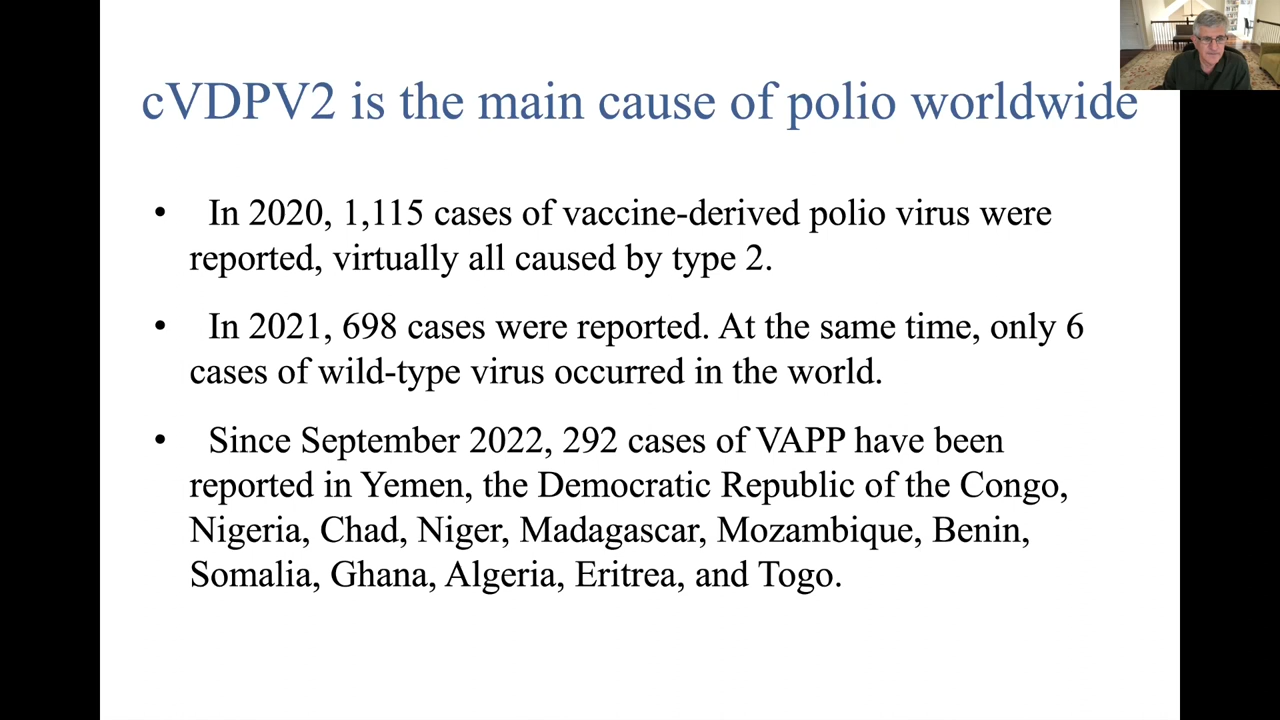 cVDPV2 is the main cause of polio worldwide
• In 2020, 1,115 cases of vaccine-derived polio virus were
reported, virtually all caused by type 2.
• In 2021, 698 cases were reported. At the same time, only 6
cases of wild-type virus occurred in the world.
• Since September 2022, 292 cases of VAPP have been
reported in Yemen, the Democratic Republic of the Congo,
Nigeria, Chad, Niger, Madagascar, Mozambique, Benin,
Somalia, Ghana, Algeria, Eritrea, and Togo.